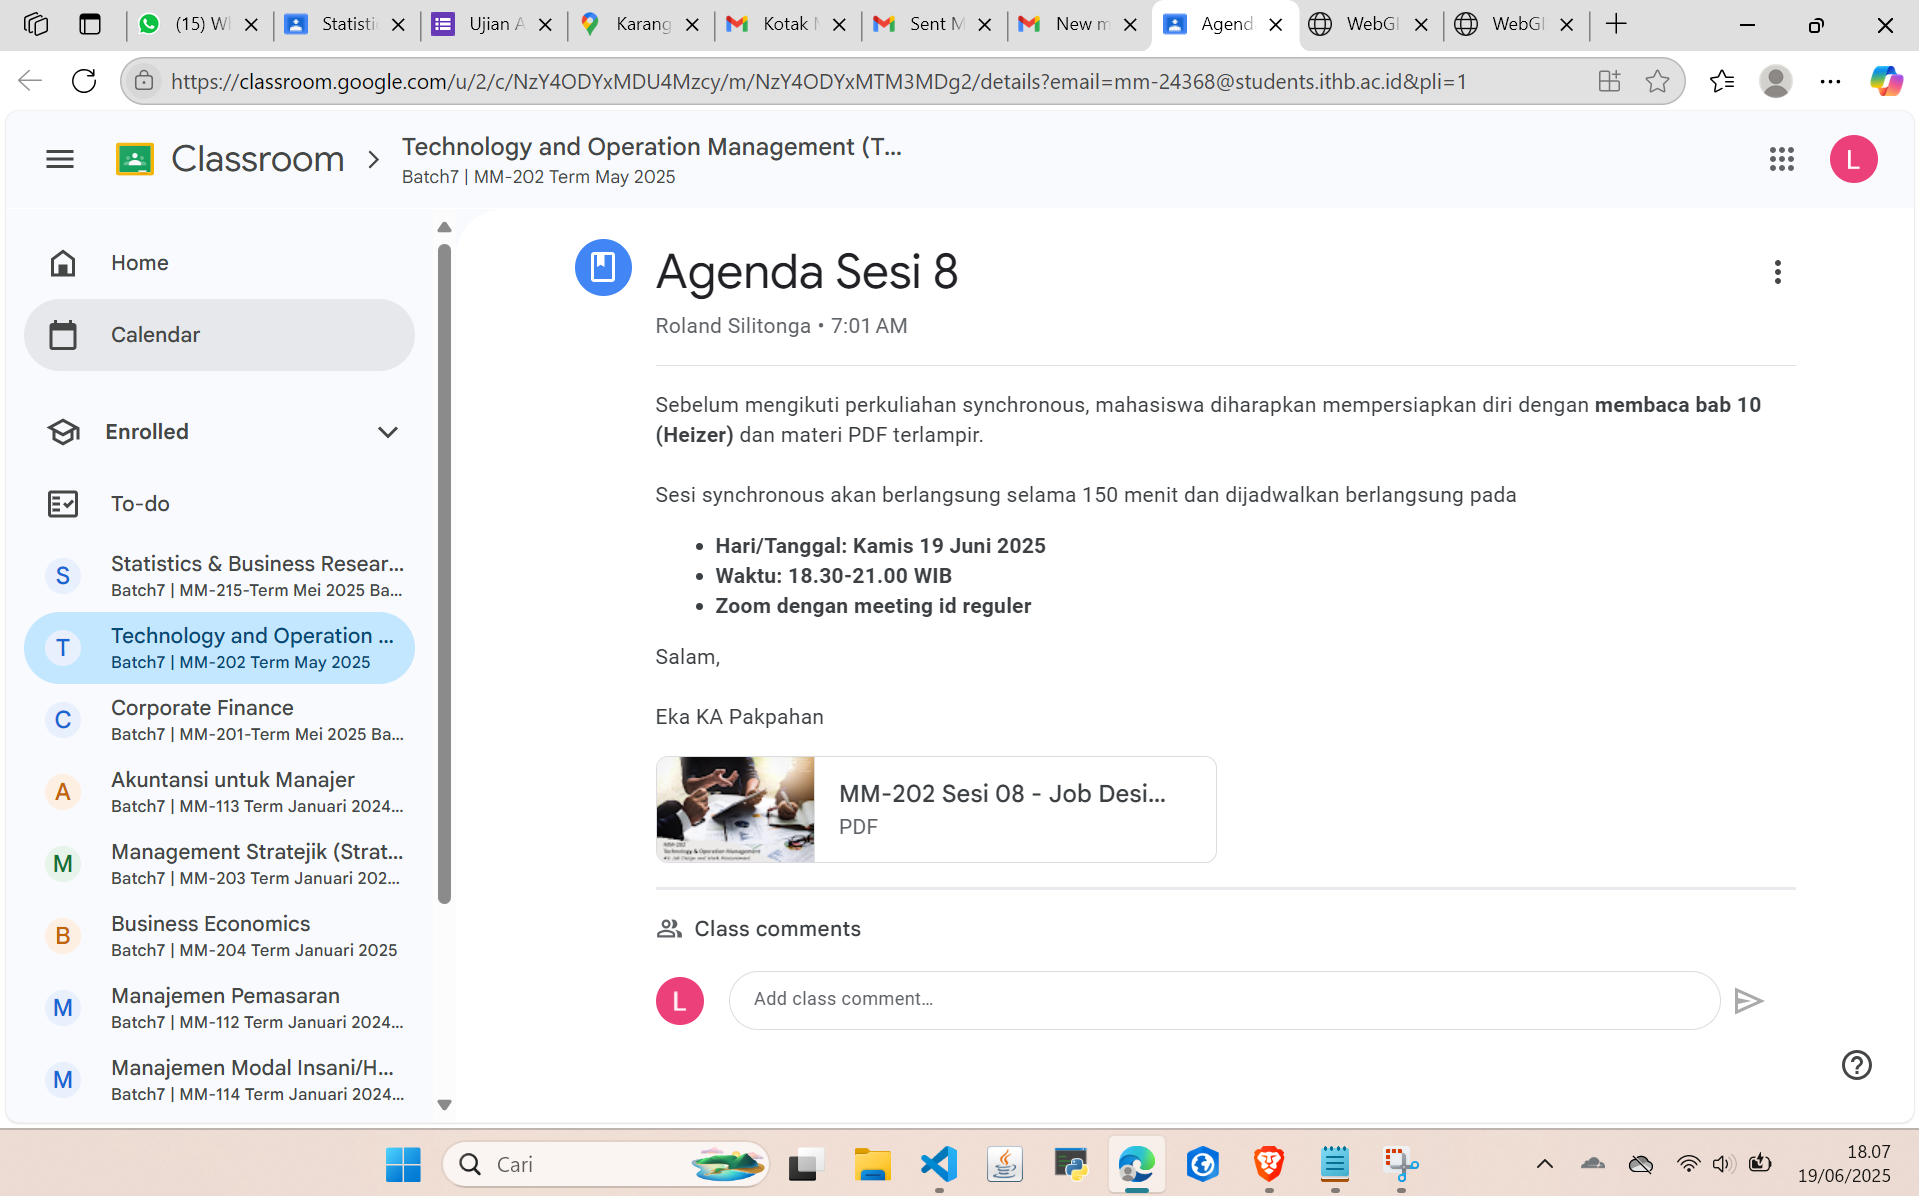 (15) W
Statisti
Ujian A
Karang
Kotak
Sent M
New m
Agend
WebGl
WebGl
https://classroom.google.com/u/2/c/NzY4ODYxMDU4Mzcy/m/NzY4ODYxMTM3MDg2/details?email=mm-24368@students.ithb.ac.id&pli=1
Classroom
Technology and Operation Management (T...
Batch7 | MM-202 Term May 2025
L
Home
Calendar
Enrolled
To-do
S
Statistics & Business Resear...
Batch7 | MM-215-Term Mei 2025 Ba...
T
Technology and Operation ...
Batch7 | MM-202 Term May 2025
C
Corporate Finance
Batch7 | MM-201-Term Mei 2025 Ba...
A
Akuntansi untuk Manajer
Batch7 | MM-113 Term Januari 2024...
M
Management Stratejik (Strat...
Batch7 | MM-203 Term Januari 202...
B
Business Economics
Batch7 | MM-204 Term Januari 2025
M
Manajemen Pemasaran
Batch7 | MM-112 Term Januari 2024...
M
Manajemen Modal Insani/H...
Batch7 | MM-114 Term Januari 2024...
Agenda Sesi 8
Roland Silitonga • 7:01 AM
Sebelum mengikuti perkuliahan synchronous, mahasiswa diharapkan mempersiapkan diri dengan membaca bab 10
(Heizer) dan materi PDF terlampir.
Sesi synchronous akan berlangsung selama 150 menit dan dijadwalkan berlangsung pada
• Hari/Tanggal: Kamis 19 Juni 2025
• Waktu: 18.30-21.00 WIB
• Zoom dengan meeting id reguler
Salam,
Eka KA Pakpahan
MM-202
Technology & Operation Management
MM-202 Sesi 08 - Job Desi...
PDF
Class comments
L
Add class comment...
Cari
18.07
19/06/2025